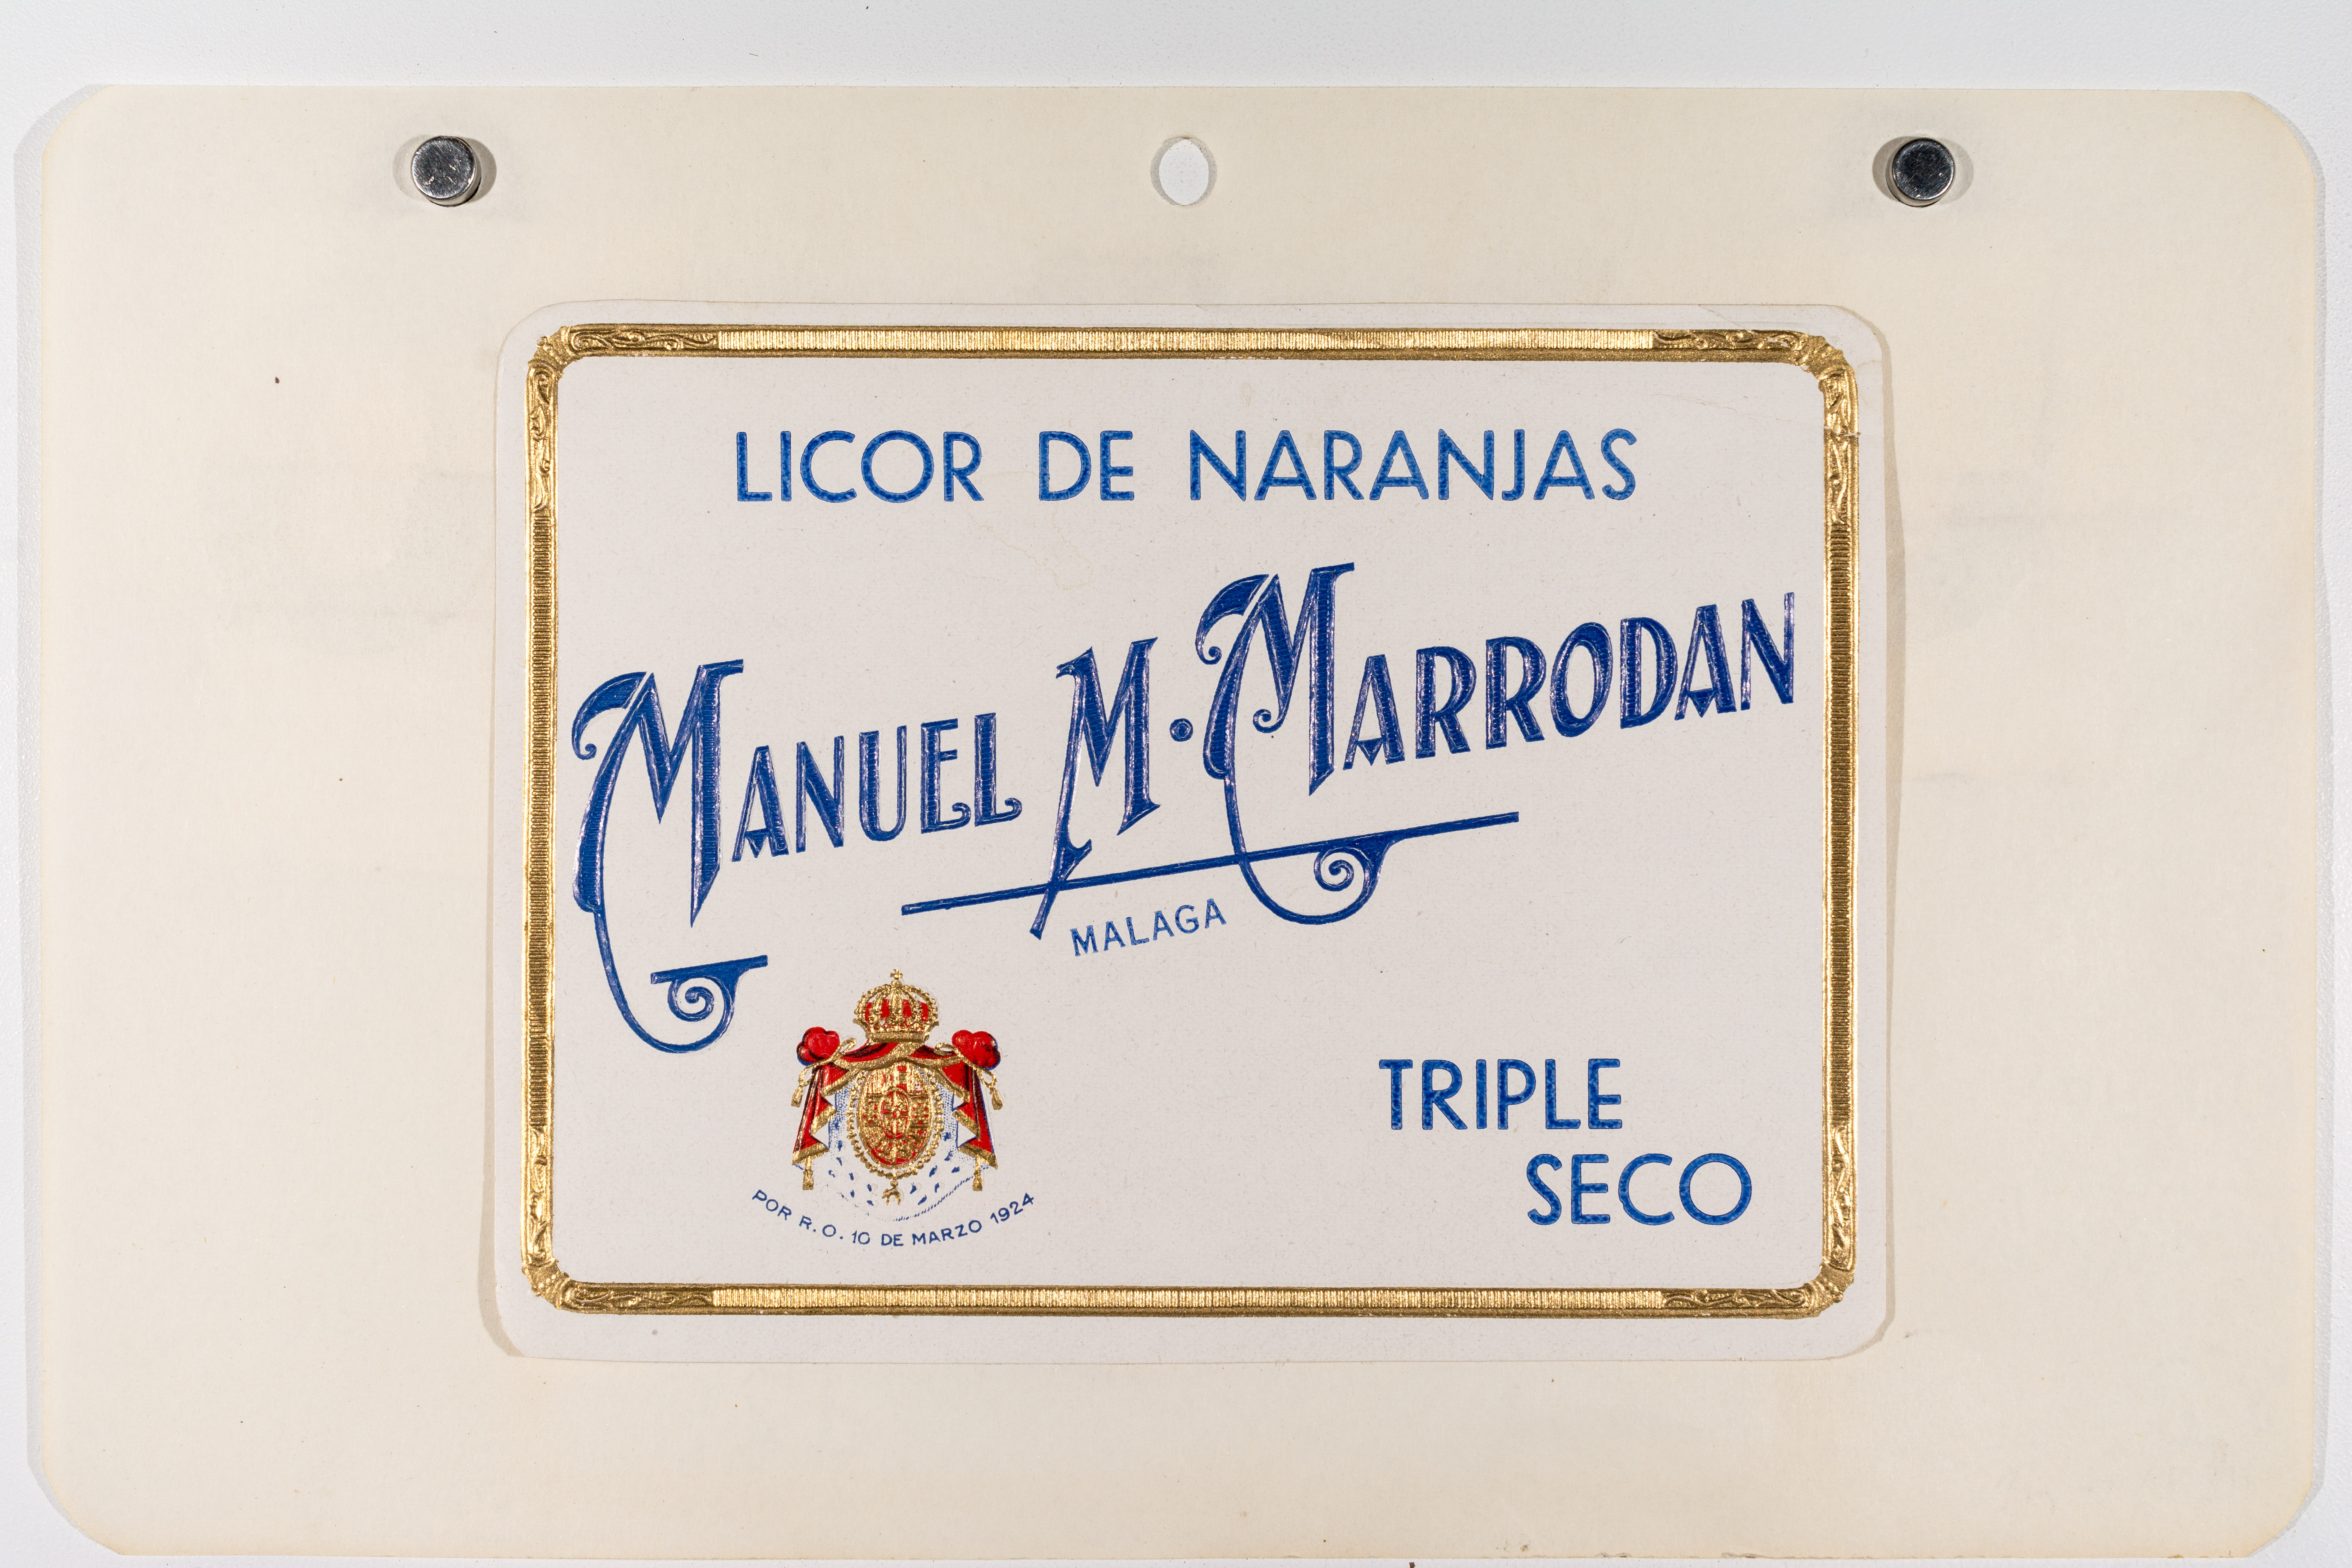 LICOR DE NARANJAS
MANUEL M. MARRODAN
MALAGA
POR R.O. 10 DE MARZO 1924
TRIPLE
SECO